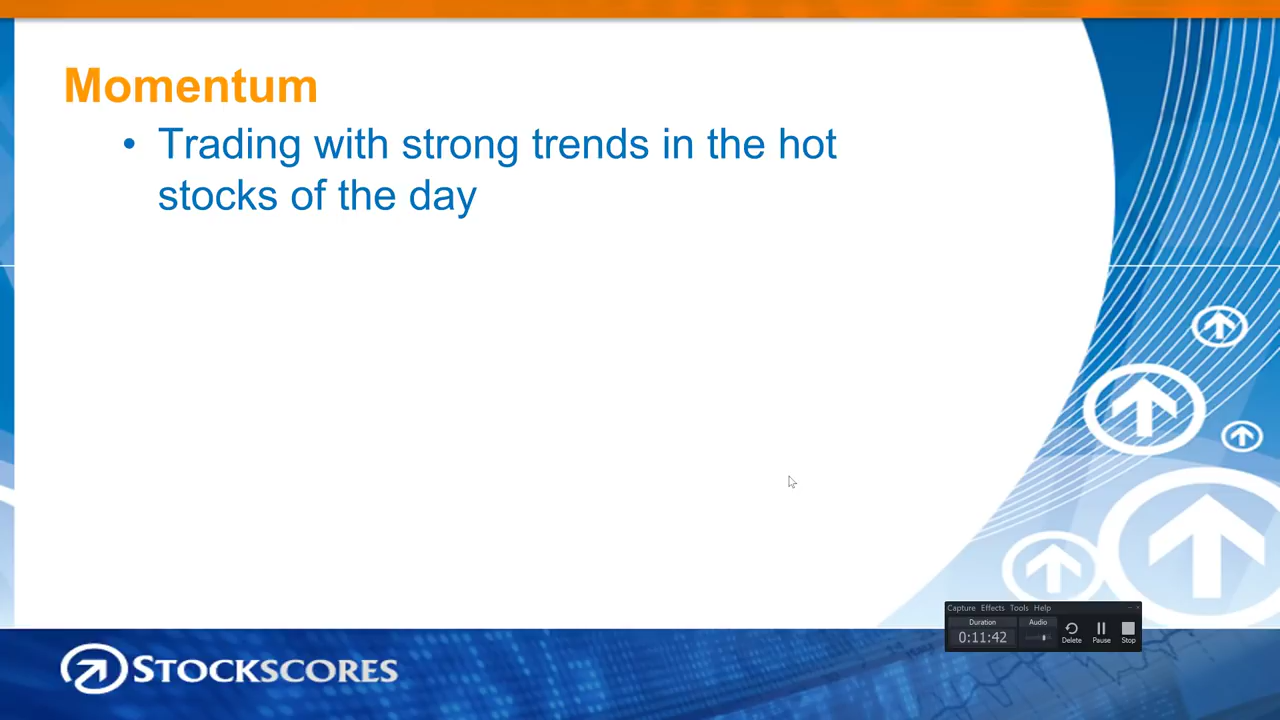 Momentum
• Trading with strong trends in the hot
stocks of the day
Capture Effects Tools Help
Duration Audio
0:11:42
Delete Pause Stop
STOCKSCORES